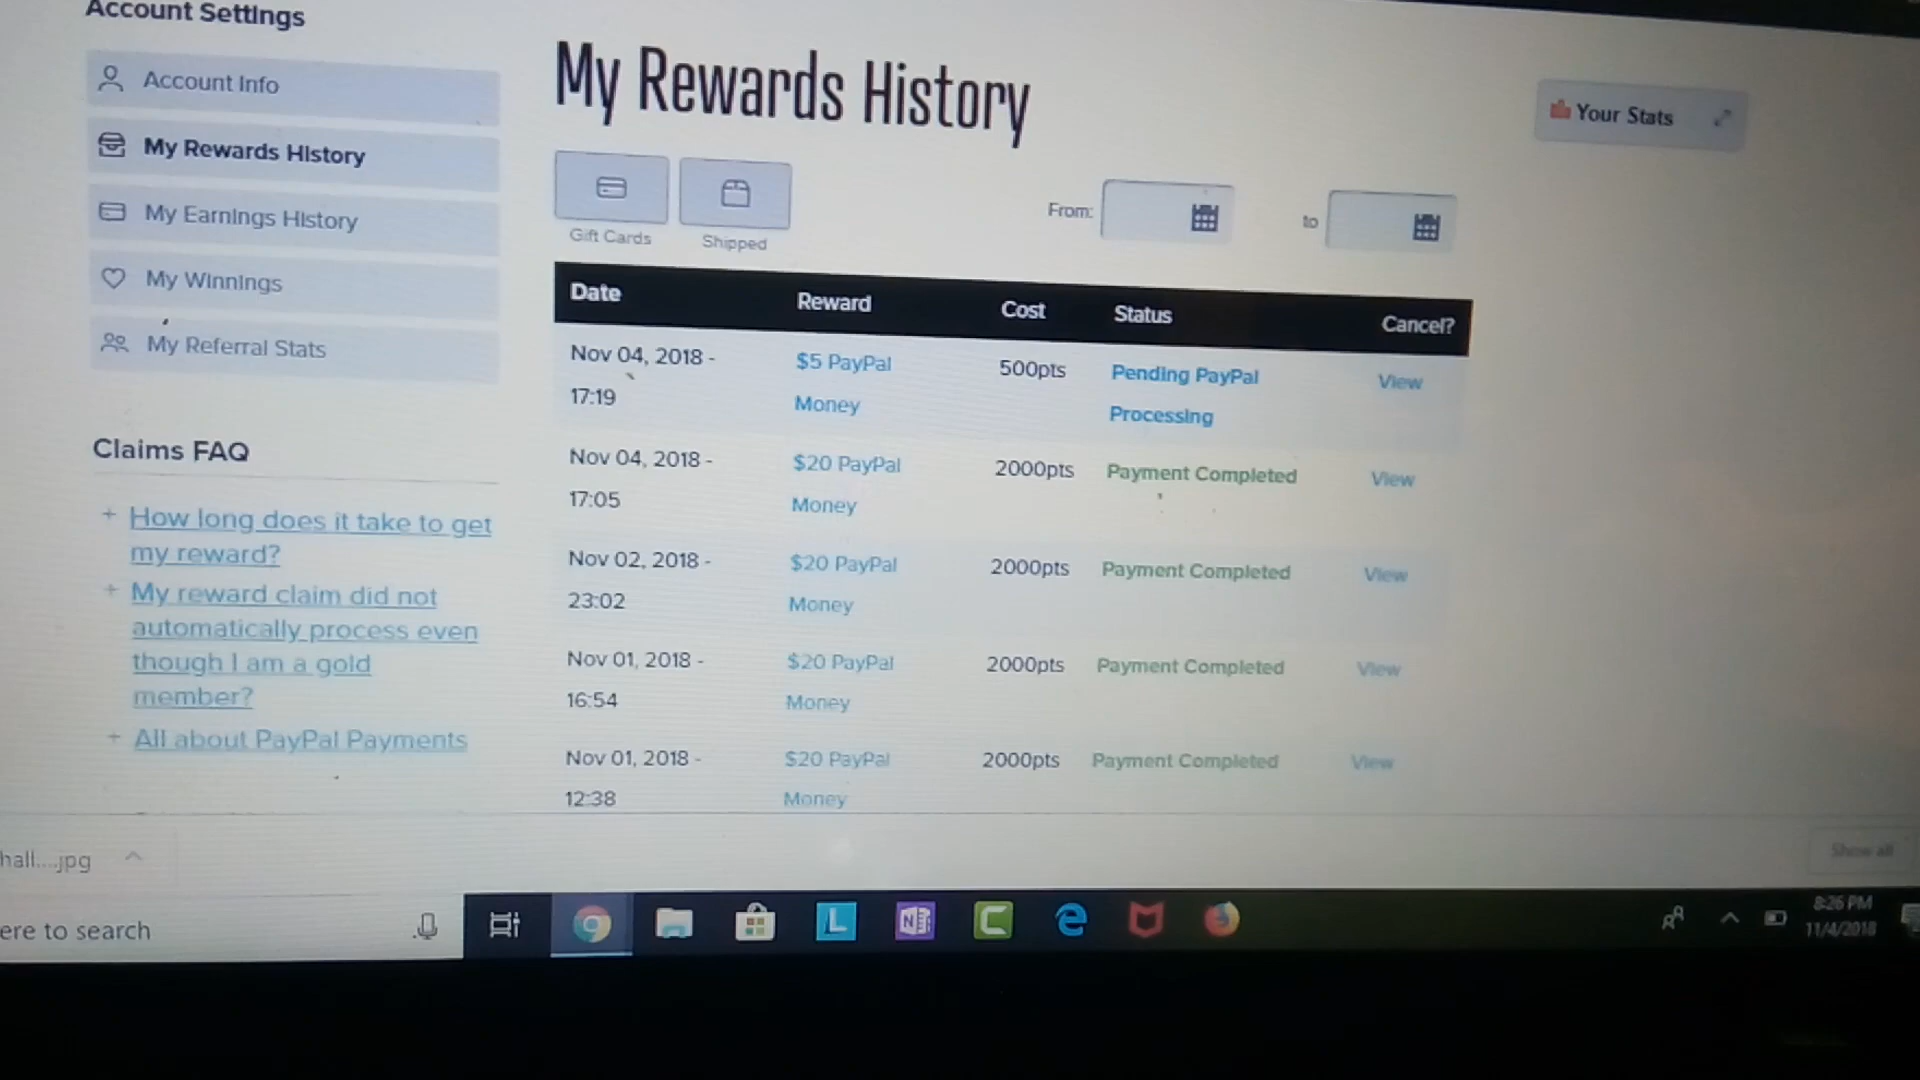 Account Settings
Account Info
My Rewards History
My Earnings History
My Winnings
My Referral Stats
Claims FAQ
+ How long does it take to get
my reward?
+ My reward claim did not
automatically process even
though I am a gold
member?
+ All about PayPal Payments
My Rewards History
Your Stats
Gift Cards
Shipped
From:
to
Date Reward Cost Status Cancel?
Nov 04, 2018 - $5 PayPal 500pts Pending PayPal View
17:19 Money Processing
Nov 04, 2018 - $20 PayPal 2000pts Payment Completed View
17:05 Money
Nov 02, 2018 - $20 PayPal 2000pts Payment Completed View
23:02 Money
Nov 01, 2018 - $20 PayPal 2000pts Payment Completed View
16:54 Money
Nov 01, 2018 - $20 PayPal 2000pts Payment Completed View
12:38 Money
hall....jpg
Show all
ere to search
L
N
C
8:26 PM
11/4/2018